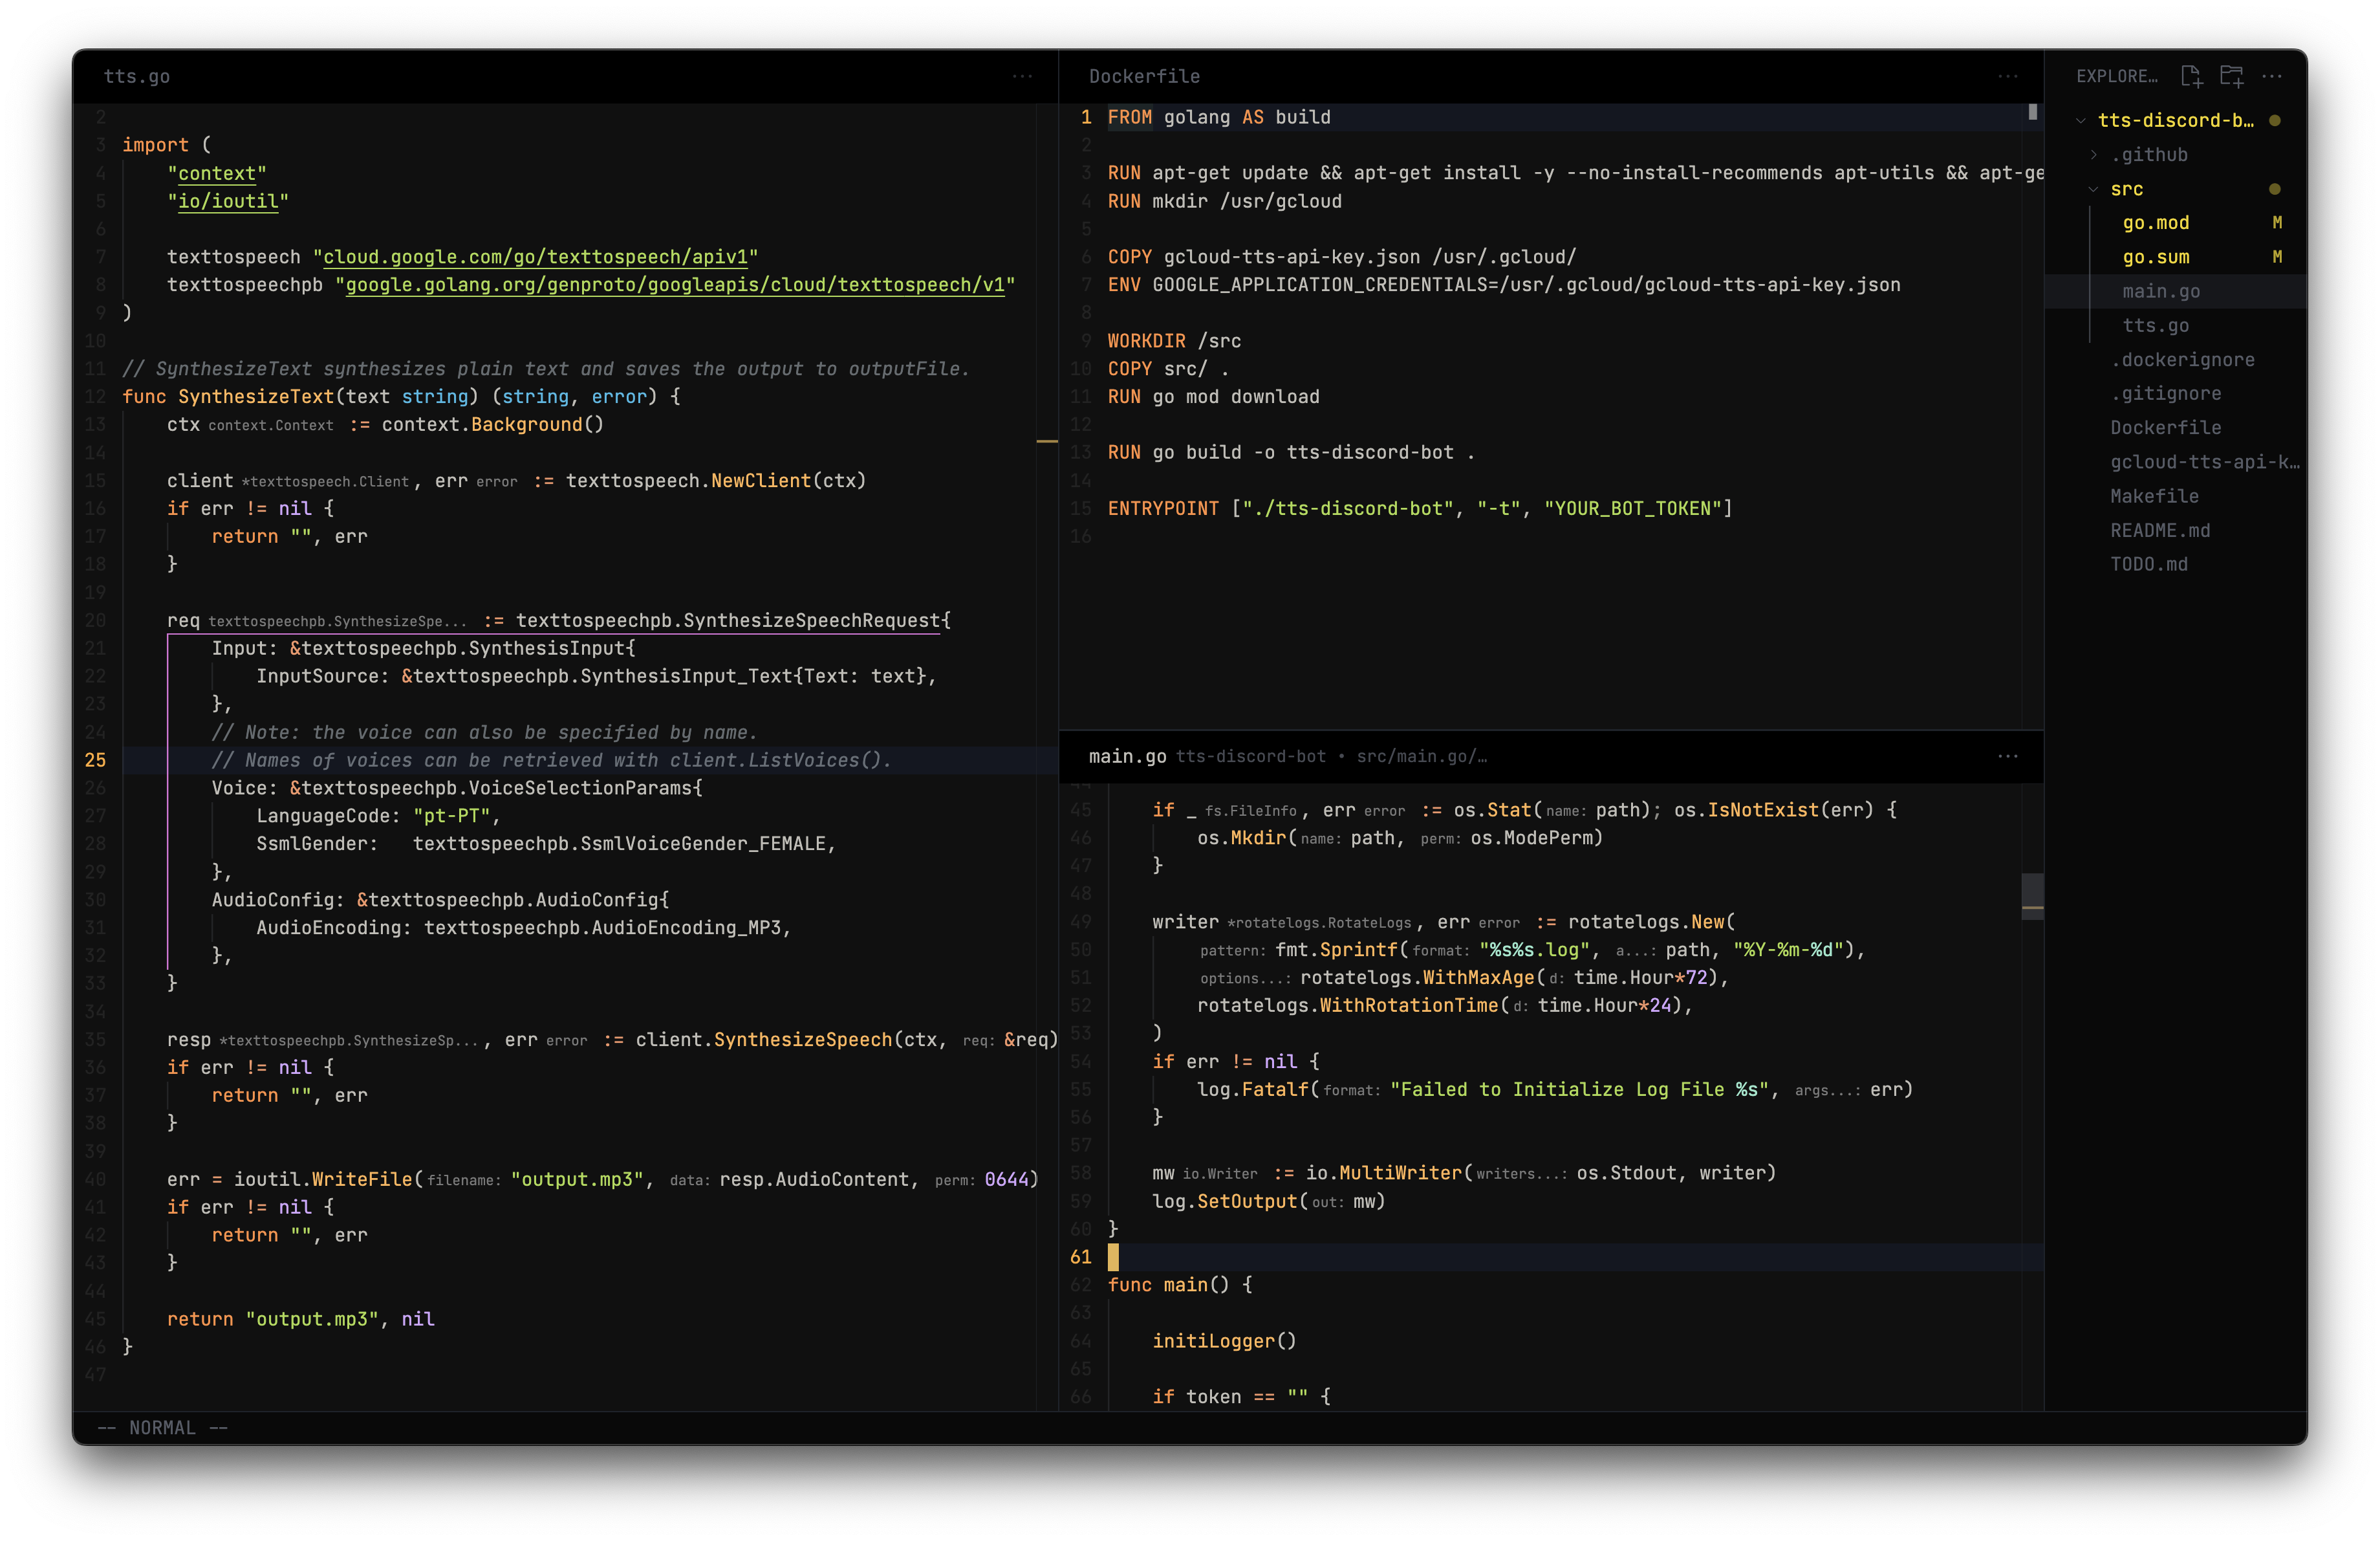 tts.go ···
2
3 import (
4     "context"
5     "io/ioutil"
6
7     texttospeech "cloud.google.com/go/texttospeech/apiv1"
8     texttospeechpb "google.golang.org/genproto/googleapis/cloud/texttospeech/v1"
9 )
10
11 // SynthesizeText synthesizes plain text and saves the output to outputFile.
12 func SynthesizeText(text string) (string, error) {
13     ctx context.Context := context.Background()
14
15     client *texttospeech.Client, err error := texttospeech.NewClient(ctx)
16     if err != nil {
17         return "", err
18     }
19
20     req texttospeechpb.SynthesizeSpe... := texttospeechpb.SynthesizeSpeechRequest{
21         Input: &texttospeechpb.SynthesisInput{
22             InputSource: &texttospeechpb.SynthesisInput_Text{Text: text},
23         },
24         // Note: the voice can also be specified by name.
25         // Names of voices can be retrieved with client.ListVoices().
26         Voice: &texttospeechpb.VoiceSelectionParams{
27             LanguageCode: "pt-PT",
28             SsmlGender:   texttospeechpb.SsmlVoiceGender_FEMALE,
29         },
30         AudioConfig: &texttospeechpb.AudioConfig{
31             AudioEncoding: texttospeechpb.AudioEncoding_MP3,
32         },
33     }
34
35     resp *texttospeechpb.SynthesizeSp..., err error := client.SynthesizeSpeech(ctx, req: &req)
36     if err != nil {
37         return "", err
38     }
39
40     err = ioutil.WriteFile(filename: "output.mp3", data: resp.AudioContent, perm: 0644)
41     if err != nil {
42         return "", err
43     }
44
45     return "output.mp3", nil
46 }
47
-- NORMAL --
Dockerfile ···
1 FROM golang AS build
2
3 RUN apt-get update && apt-get install -y --no-install-recommends apt-utils && apt-ge
4 RUN mkdir /usr/gcloud
5
6 COPY gcloud-tts-api-key.json /usr/.gcloud/
7 ENV GOOGLE_APPLICATION_CREDENTIALS=/usr/.gcloud/gcloud-tts-api-key.json
8
9 WORKDIR /src
10 COPY src/ .
11 RUN go mod download
12
13 RUN go build -o tts-discord-bot .
14
15 ENTRYPOINT ["./tts-discord-bot", "-t", "YOUR_BOT_TOKEN"]
16
main.go tts-discord-bot • src/main.go/… ···
44
45     if _ fs.FileInfo, err error := os.Stat(name: path); os.IsNotExist(err) {
46         os.Mkdir(name: path, perm: os.ModePerm)
47     }
48
49     writer *rotatelogs.RotateLogs, err error := rotatelogs.New(
50         pattern: fmt.Sprintf(format: "%s%s.log", a...: path, "%Y-%m-%d"),
51         options...: rotatelogs.WithMaxAge(d: time.Hour*72),
52         rotatelogs.WithRotationTime(d: time.Hour*24),
53     )
54     if err != nil {
55         log.Fatalf(format: "Failed to Initialize Log File %s", args...: err)
56     }
57
58     mw io.Writer := io.MultiWriter(writers...: os.Stdout, writer)
59     log.SetOutput(out: mw)
60 }
61
62 func main() {
63
64     initiLogger()
65
66     if token == "" {
EXPLORE… ···
tts-discord-b…
.github
src
go.mod M
go.sum M
main.go
tts.go
.dockerignore
.gitignore
Dockerfile
gcloud-tts-api-k…
Makefile
README.md
TODO.md